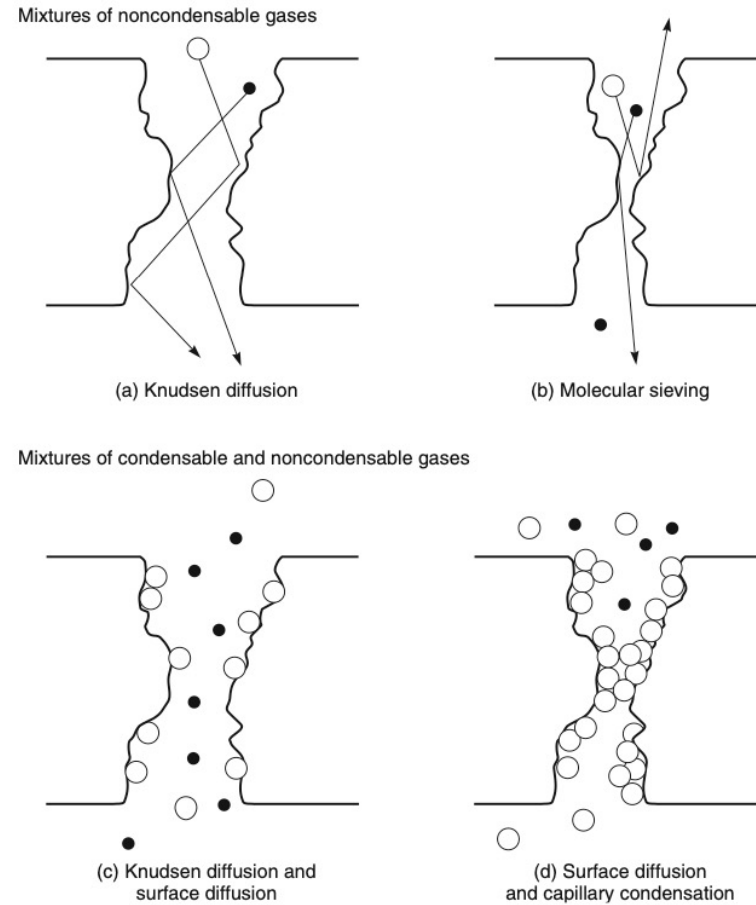 Mixtures of noncondensable gases
(a) Knudsen diffusion
(b) Molecular sieving
Mixtures of condensable and noncondensable gases
(c) Knudsen diffusion and
surface diffusion
(d) Surface diffusion
and capillary condensation